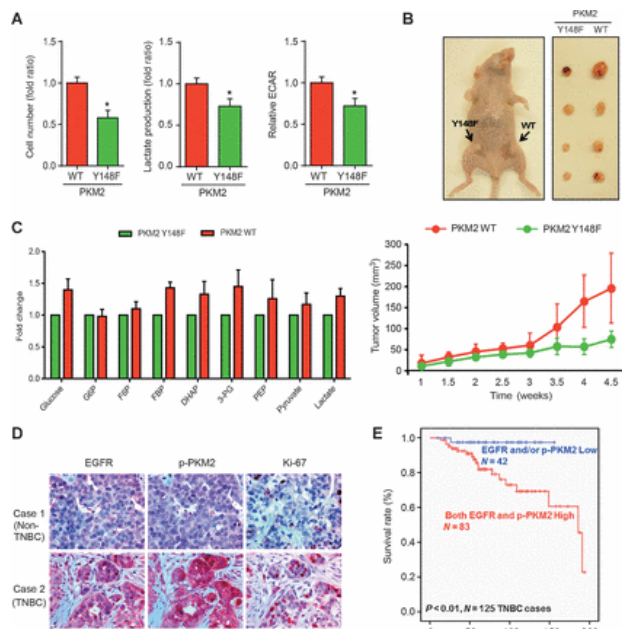 A
Cell number (fold ratio)
1.5
1.0
0.5
0.0
*
WT Y148F
PKM2
Lactate production (fold ratio)
1.5
1.0
0.5
0.0
*
WT Y148F
PKM2
Relative ECAR
1.5
1.0
0.5
0.0
*
WT Y148F
PKM2
B
Y148F
WT
PKM2
Y148F WT
C
PKM2 Y148F PKM2 WT
Fold change
2.0
1.5
1.0
0.5
0.0
Glucose
G6P
F6P
FBP
DHAP
3-PG
PEP
Pyruvate
Lactate
PKM2 WT PKM2 Y148F
Tumor volume (mm³)
300
250
200
150
100
50
0
1 1.5 2 2.5 3 3.5 4 4.5
Time (weeks)
D
EGFR p-PKM2 Ki-67
Case 1
(Non-
TNBC)
Case 2
(TNBC)
E
Survival rate (%)
1.0
0.8
0.6
0.4
0.2
0.0
EGFR and/or p-PKM2 Low
N = 42
Both EGFR and p-PKM2 High
N = 83
P < 0.01, N = 125 TNBC cases